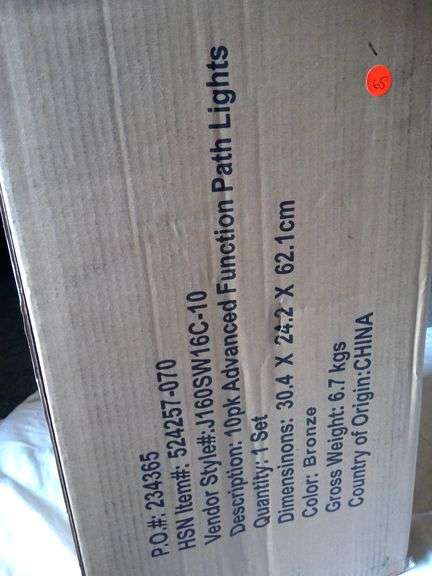 P.O.#: 234365
HSN Item#: 524257-070
Vendor Style#:J160SW16C-10
Description: 10pk Advanced Function Path Lights
Quantity: 1 Set
Dimensinons: 30.4 X 24.2 X 62.1cm
Color: Bronze
Gross Weight: 6.7 kgs
Country of Origin:CHINA
65